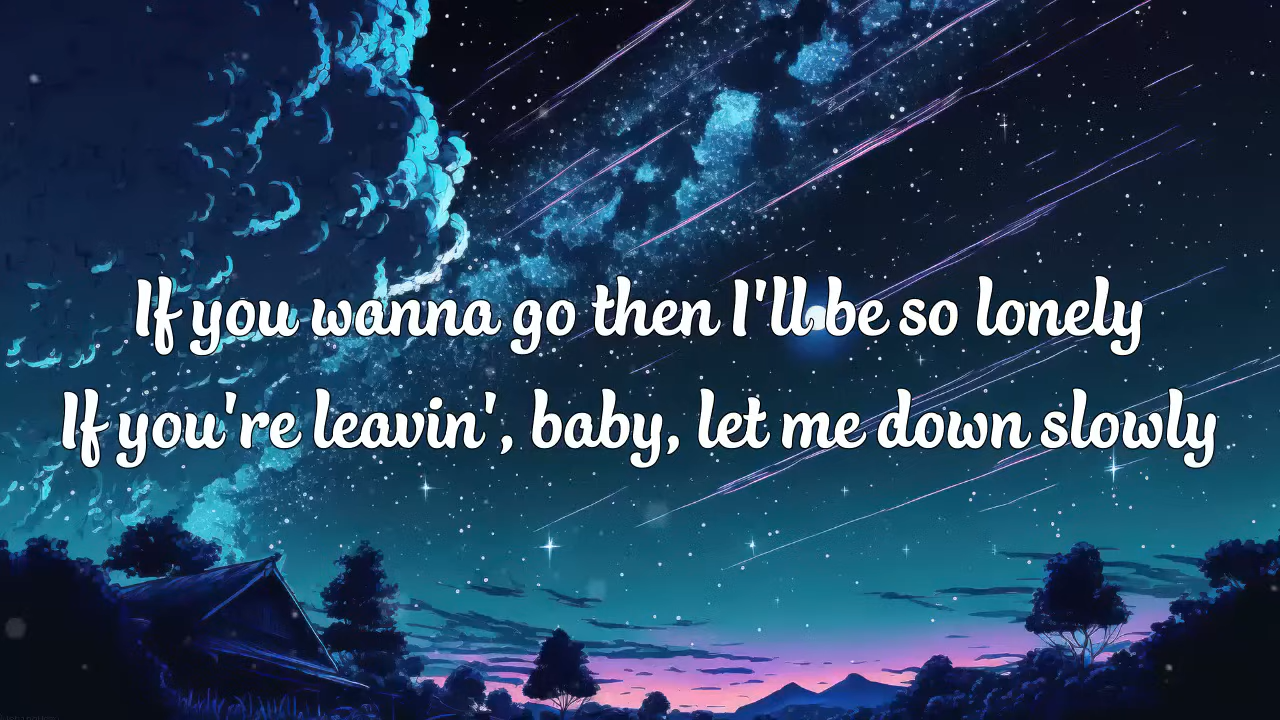 If you wanna go then I'll be so lonely
If you're leavin', baby, let me down slowly